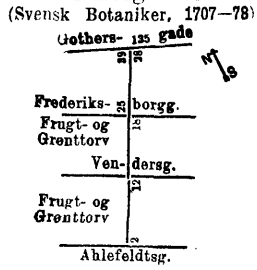 (Svensk Botaniker, 1707—78)
Gothers- 135 gade
39 38
N
S
Frederiks- 25 borgg.
Frugt- og 18
Grønttorv
Ven- dersg.
12
Frugt- og
Grønttorv
2
Ahlefeldtsg.